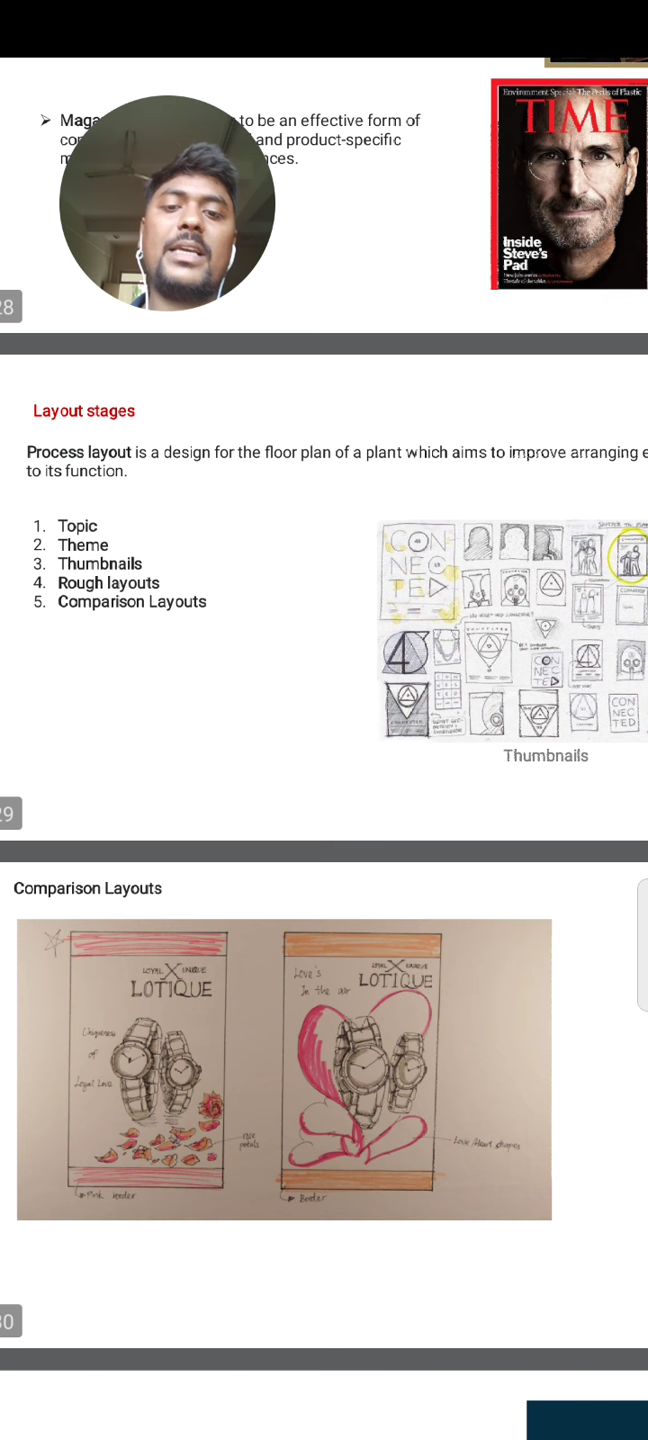 ➢ Maga to be an effective form of
co and product-specific
m nces.
Environment Special: The Perils of Plastic
TIME
Inside
Steve's
Pad
28
Layout stages
Process layout is a design for the floor plan of a plant which aims to improve arranging e
to its function.
1. Topic
2. Theme
3. Thumbnails
4. Rough layouts
5. Comparison Layouts
CON
NEC
TED
4
CON
NEC
TED
CON
NEC
TED
Thumbnails
29
Comparison Layouts
LOYAL X UNIQUE
LOTIQUE
Uniqueness
of
Loyal Love
rose
petals
Pink border
Love's
In the air
LOYAL X UNIQUE
LOTIQUE
Love/Heart shapes
Border
30